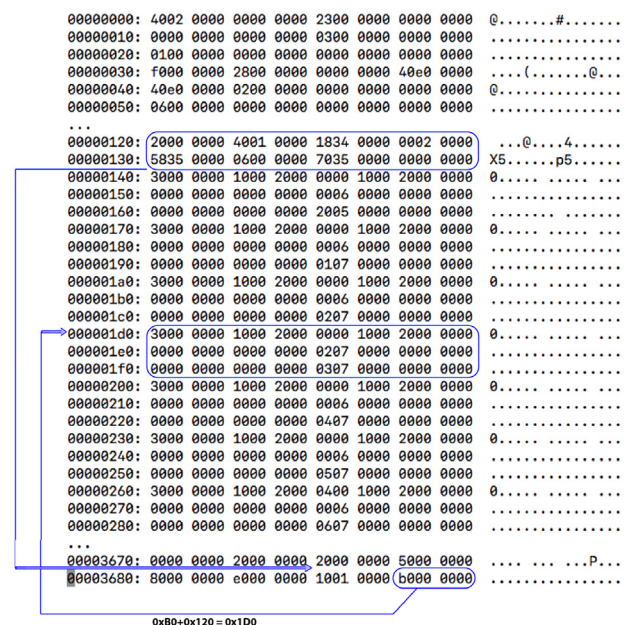 00000000: 4002 0000 0000 0000 2300 0000 0000 0000 @.......#.......
00000010: 0000 0000 0000 0000 0300 0000 0000 0000 ................
00000020: 0100 0000 0000 0000 0000 0000 0000 0000 ................
00000030: f000 0000 2800 0000 0000 0000 40e0 0000 ....(.......@...
00000040: 40e0 0000 0200 0000 0000 0000 0000 0000 @...............
00000050: 0600 0000 0000 0000 0000 0000 0000 0000 ................
...
00000120: 2000 0000 4001 0000 1834 0000 0002 0000  ...@....4......
00000130: 5835 0000 0600 0000 7035 0000 0000 0000 X5......p5......
00000140: 3000 0000 1000 2000 0000 1000 2000 0000 0..... ..... ...
00000150: 0000 0000 0000 0000 0006 0000 0000 0000 ................
00000160: 0000 0000 0000 0000 2005 0000 0000 0000 ........ .......
00000170: 3000 0000 1000 2000 0000 1000 2000 0000 0..... ..... ...
00000180: 0000 0000 0000 0000 0006 0000 0000 0000 ................
00000190: 0000 0000 0000 0000 0107 0000 0000 0000 ................
000001a0: 3000 0000 1000 2000 0000 1000 2000 0000 0..... ..... ...
000001b0: 0000 0000 0000 0000 0006 0000 0000 0000 ................
000001c0: 0000 0000 0000 0000 0207 0000 0000 0000 ................
000001d0: 3000 0000 1000 2000 0000 1000 2000 0000 0..... ..... ...
000001e0: 0000 0000 0000 0000 0207 0000 0000 0000 ................
000001f0: 0000 0000 0000 0000 0307 0000 0000 0000 ................
00000200: 3000 0000 1000 2000 0000 1000 2000 0000 0..... ..... ...
00000210: 0000 0000 0000 0000 0006 0000 0000 0000 ................
00000220: 0000 0000 0000 0000 0407 0000 0000 0000 ................
00000230: 3000 0000 1000 2000 0000 1000 2000 0000 0..... ..... ...
00000240: 0000 0000 0000 0000 0006 0000 0000 0000 ................
00000250: 0000 0000 0000 0000 0507 0000 0000 0000 ................
00000260: 3000 0000 1000 2000 0400 1000 2000 0000 0..... ..... ...
00000270: 0000 0000 0000 0000 0006 0000 0000 0000 ................
00000280: 0000 0000 0000 0000 0607 0000 0000 0000 ................
...
00003670: 0000 0000 2000 0000 2000 0000 5000 0000 .... ... ...P...
00003680: 8000 0000 e000 0000 1001 0000 b000 0000 ................
0xB0+0x120 = 0x1D0